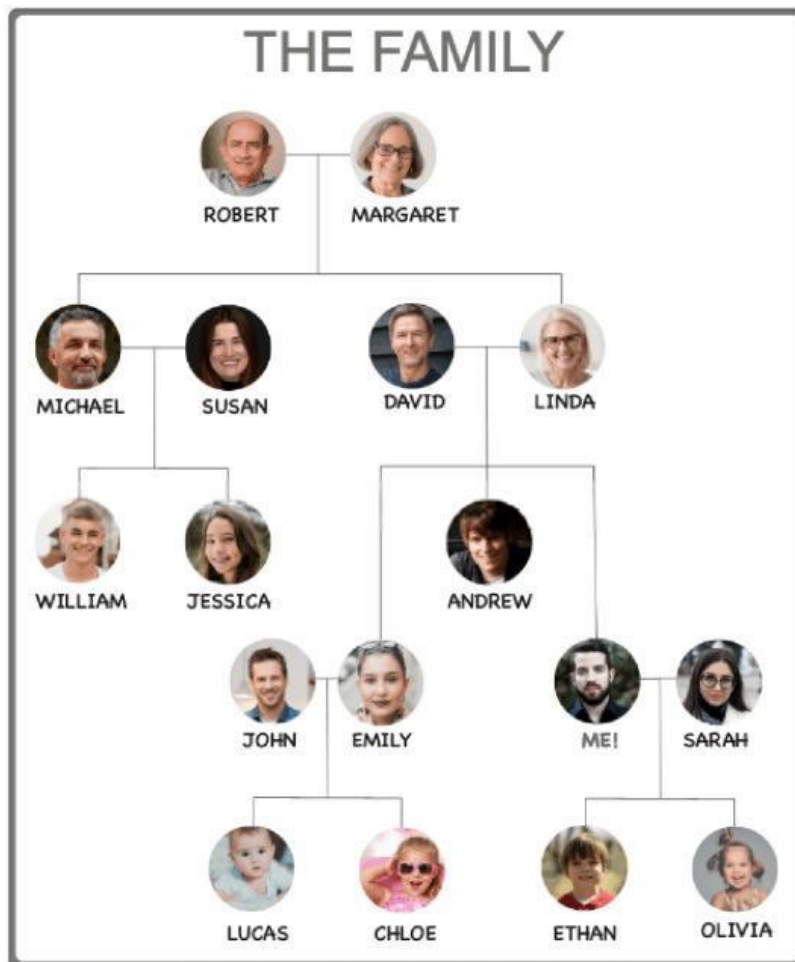 THE FAMILY
ROBERT MARGARET
MICHAEL SUSAN DAVID LINDA
WILLIAM JESSICA ANDREW
JOHN EMILY ME! SARAH
LUCAS CHLOE ETHAN OLIVIA